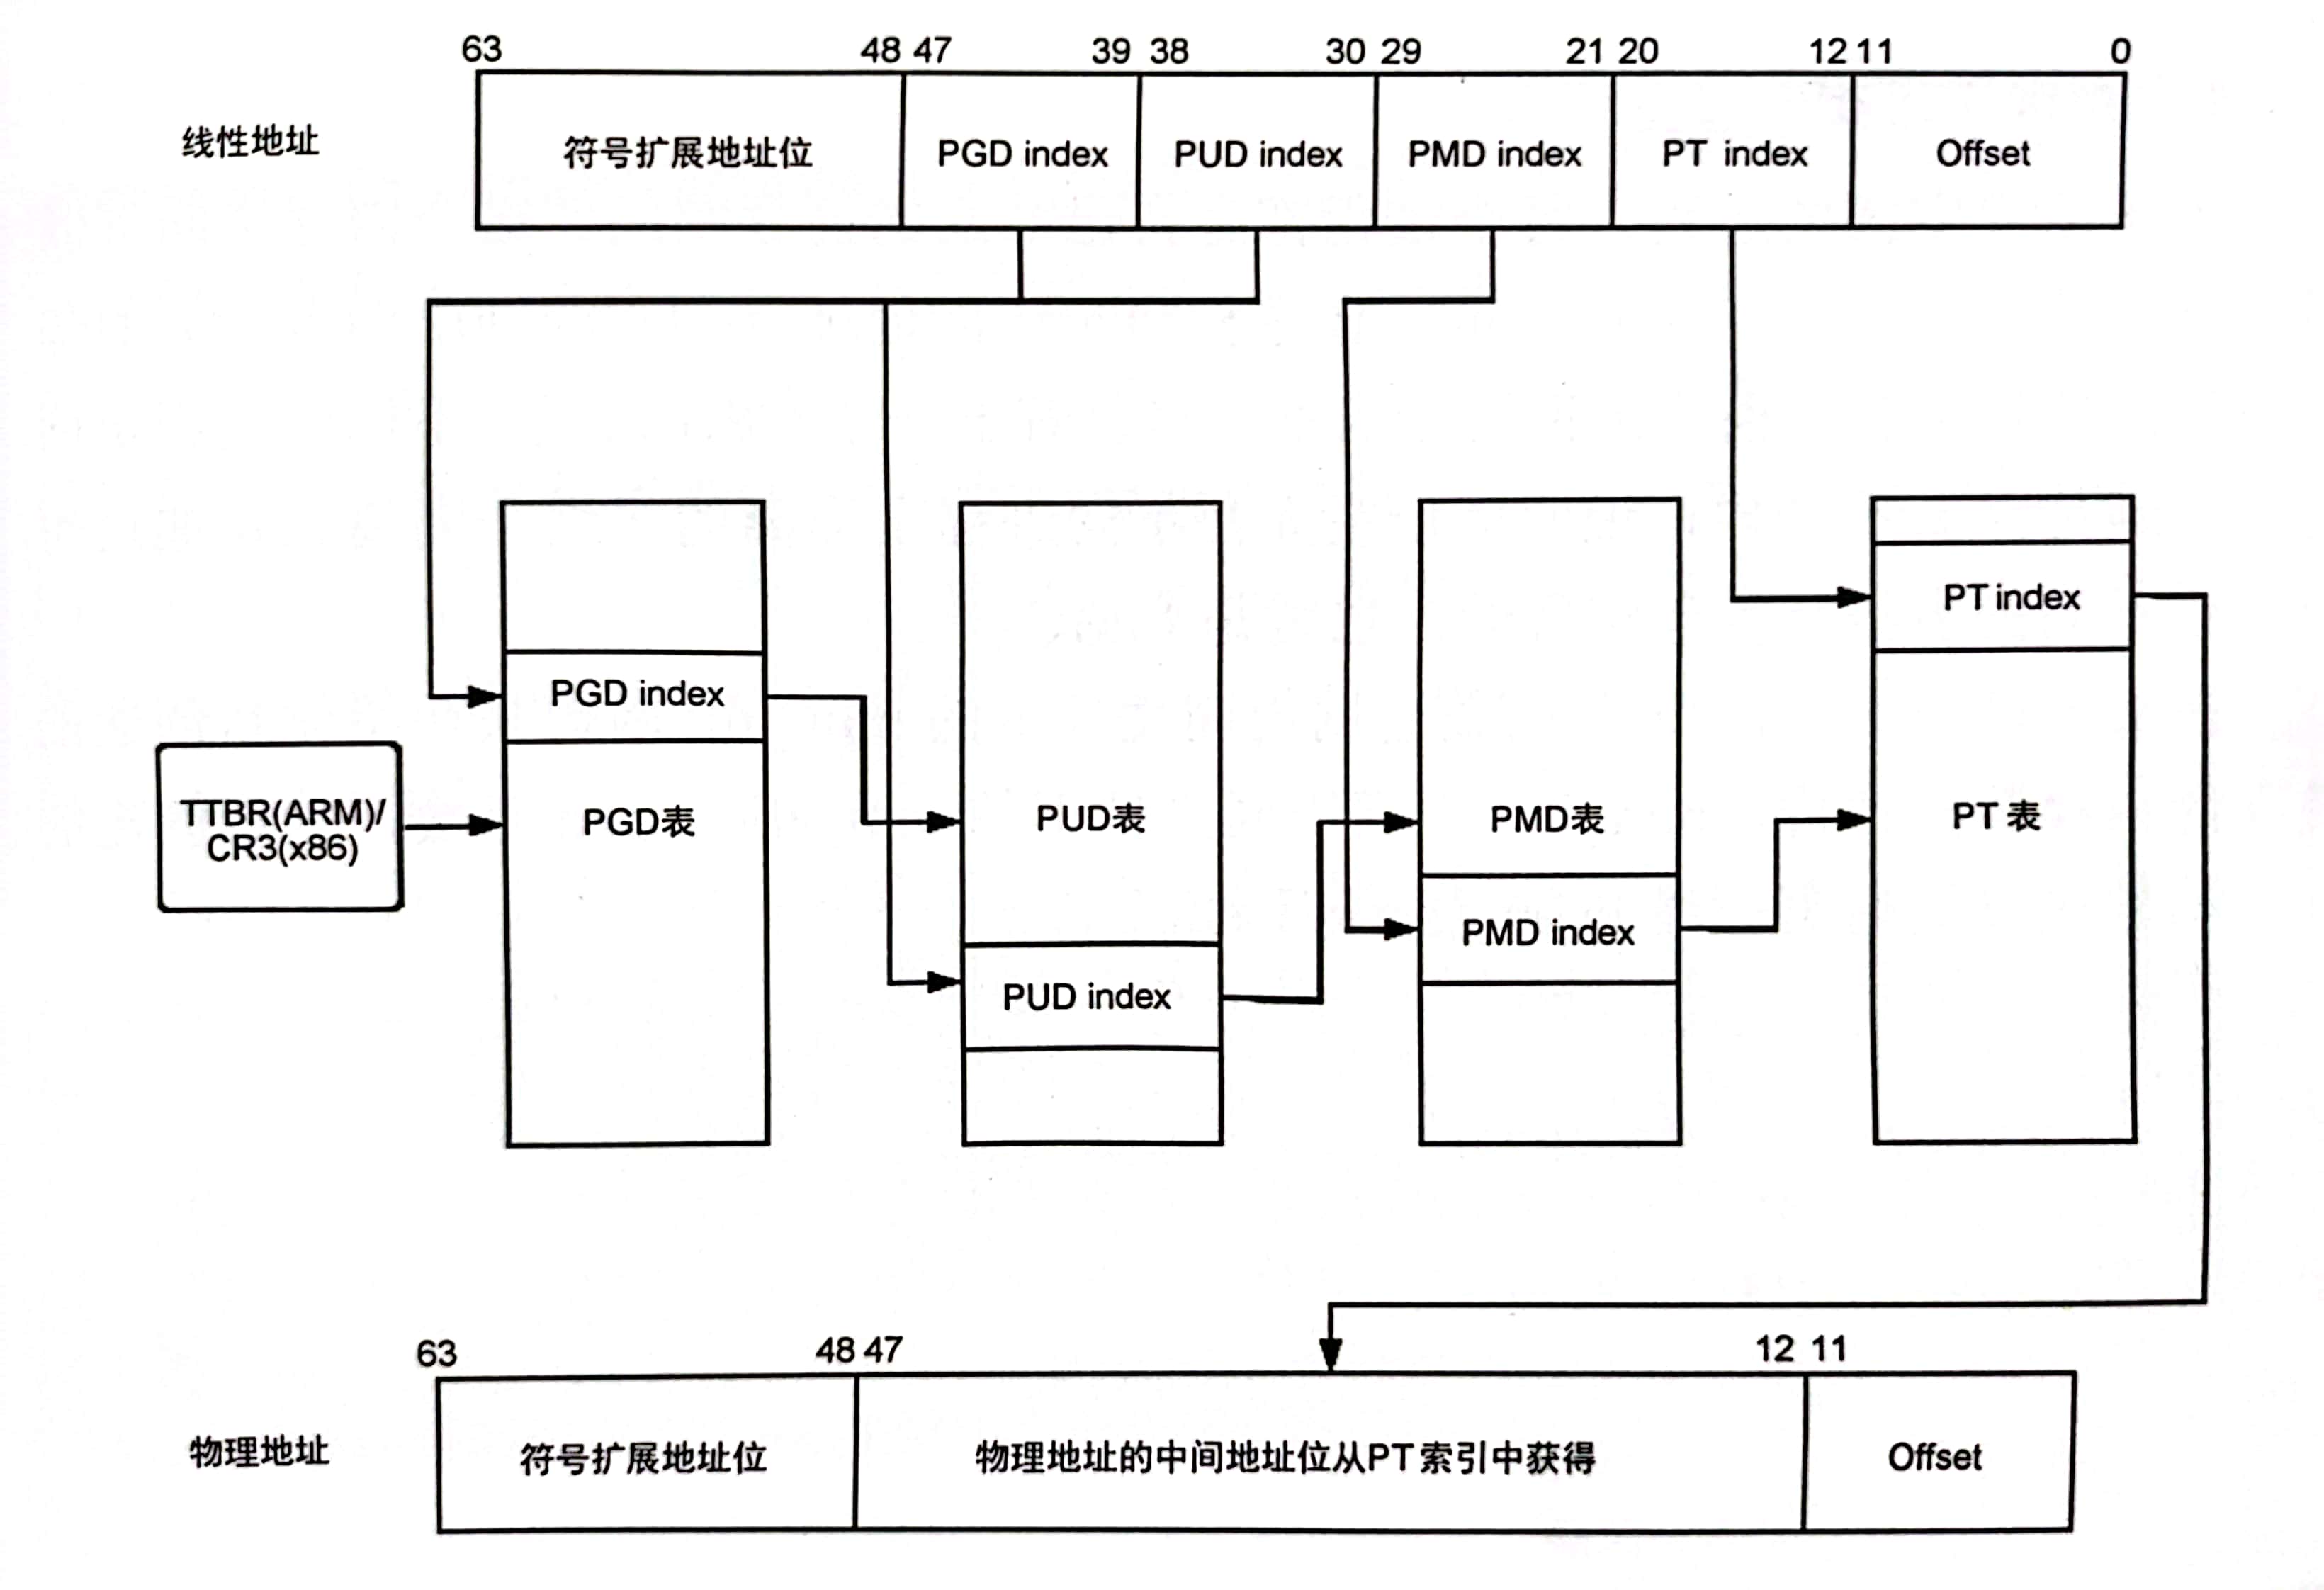 63 48 47 39 38 30 29 21 20 12 11 0
线性地址 符号扩展地址位 PGD index PUD index PMD index PT index Offset
PT index
PGD index
TTBR(ARM)/
CR3(x86)
PGD表 PUD表 PMD表 PT 表
PMD index
PUD index
63 48 47 12 11
物理地址 符号扩展地址位 物理地址的中间地址位从PT索引中获得 Offset